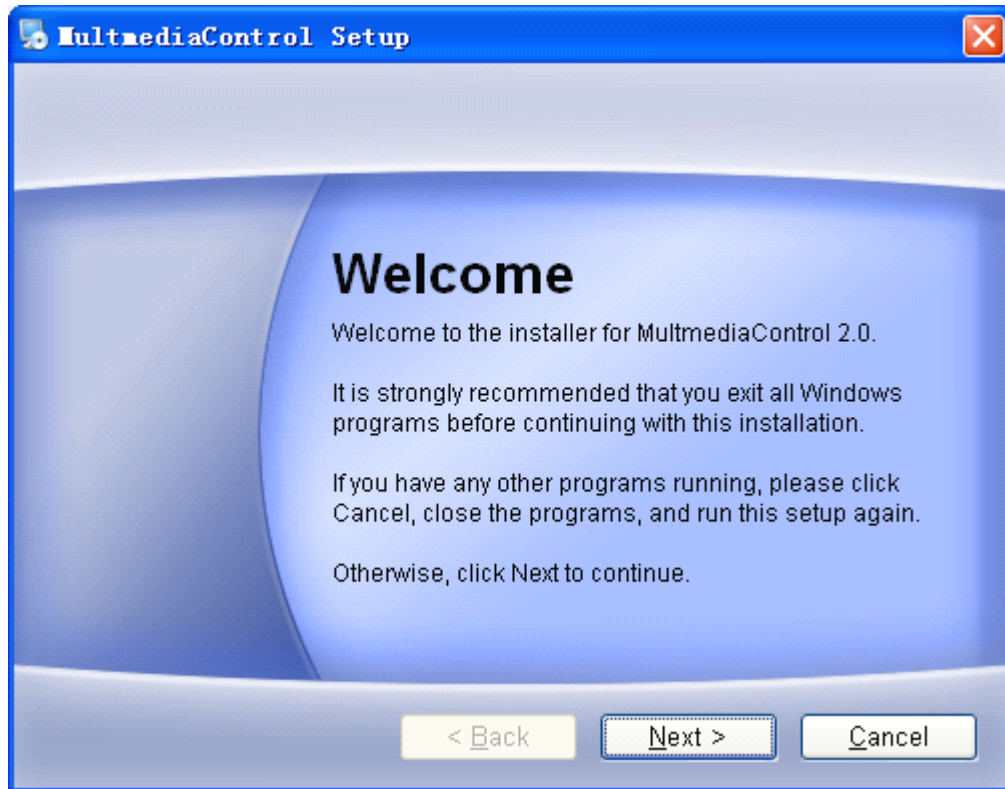 MultmediaControl Setup
Welcome
Welcome to the installer for MultmediaControl 2.0.
It is strongly recommended that you exit all Windows
programs before continuing with this installation.
If you have any other programs running, please click
Cancel, close the programs, and run this setup again.
Otherwise, click Next to continue.
< Back Next > Cancel